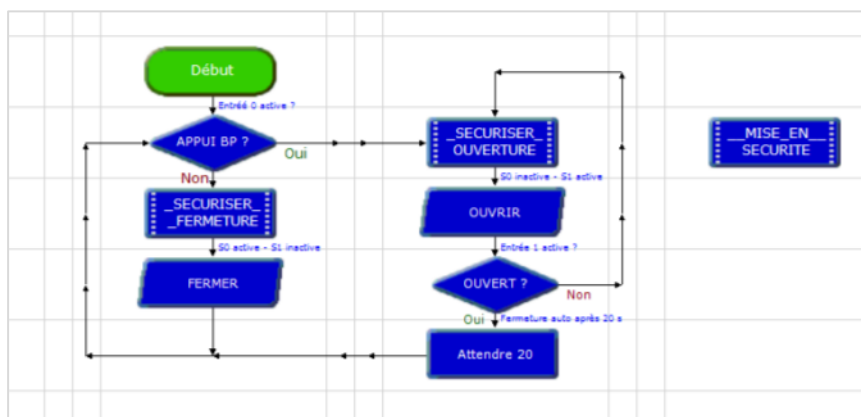 Début
Entréé 0 active ?
APPUI BP ?
Oui
Non
_SECURISER_
_FERMETURE
S0 active - S1 inactive
FERMER
_SECURISER_
OUVERTURE
S0 inactive - S1 active
OUVRIR
Entrée 1 active ?
OUVERT ?
Non
Oui
Fermeture auto après 20 s
Attendre 20
__MISE_EN__
SECURITE